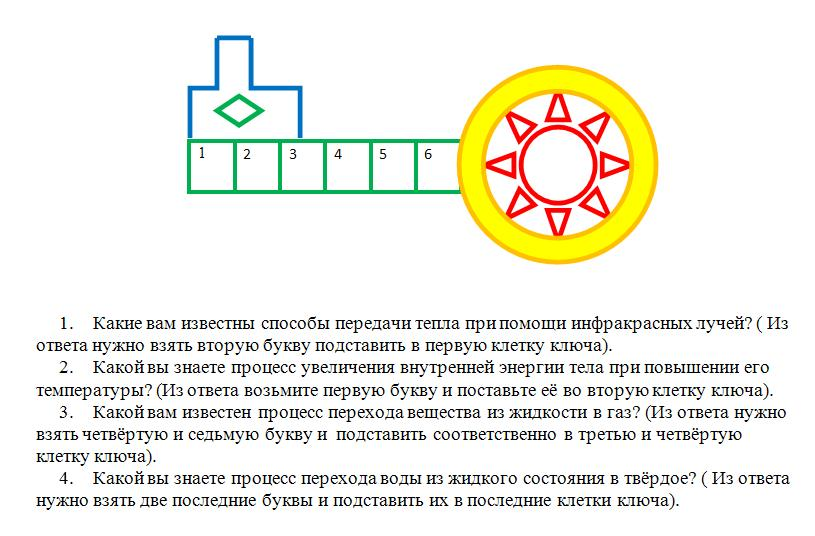 1 2 3 4 5 6
1. Какие вам известны способы передачи тепла при помощи инфракрасных лучей? ( Из
ответа нужно взять вторую букву подставить в первую клетку ключа).
2. Какой вы знаете процесс увеличения внутренней энергии тела при повышении его
температуры? (Из ответа возьмите первую букву и поставьте её во вторую клетку ключа).
3. Какой вам известен процесс перехода вещества из жидкости в газ? (Из ответа нужно
взять четвёртую и седьмую букву и подставить соответственно в третью и четвёртую
клетку ключа).
4. Какой вы знаете процесс перехода воды из жидкого состояния в твёрдое? ( Из ответа
нужно взять две последние буквы и подставить их в последние клетки ключа).